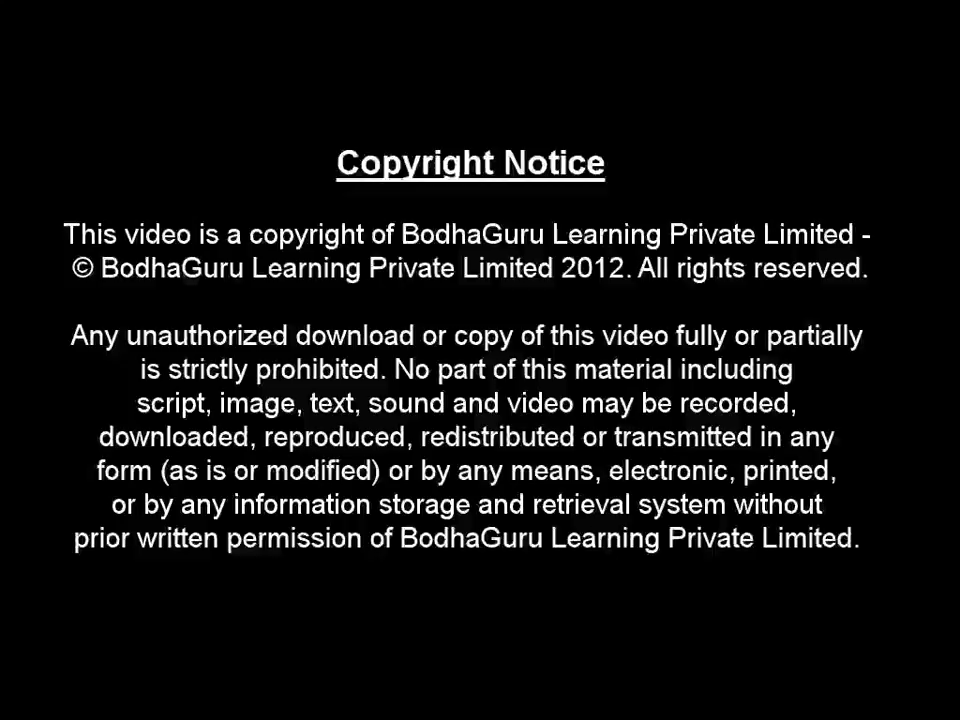 Copyright Notice
This video is a copyright of BodhaGuru Learning Private Limited -
© BodhaGuru Learning Private Limited 2012. All rights reserved.
Any unauthorized download or copy of this video fully or partially
is strictly prohibited. No part of this material including
script, image, text, sound and video may be recorded,
downloaded, reproduced, redistributed or transmitted in any
form (as is or modified) or by any means, electronic, printed,
or by any information storage and retrieval system without
prior written permission of BodhaGuru Learning Private Limited.